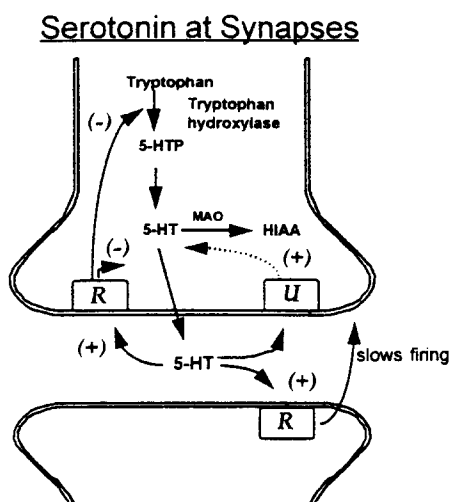 Serotonin at Synapses
Tryptophan
(-)
Tryptophan
hydroxylase
5-HTP
MAO
5-HT
HIAA
(-)
(+)
R
U
(+)
5-HT
slows firing
(+)
R